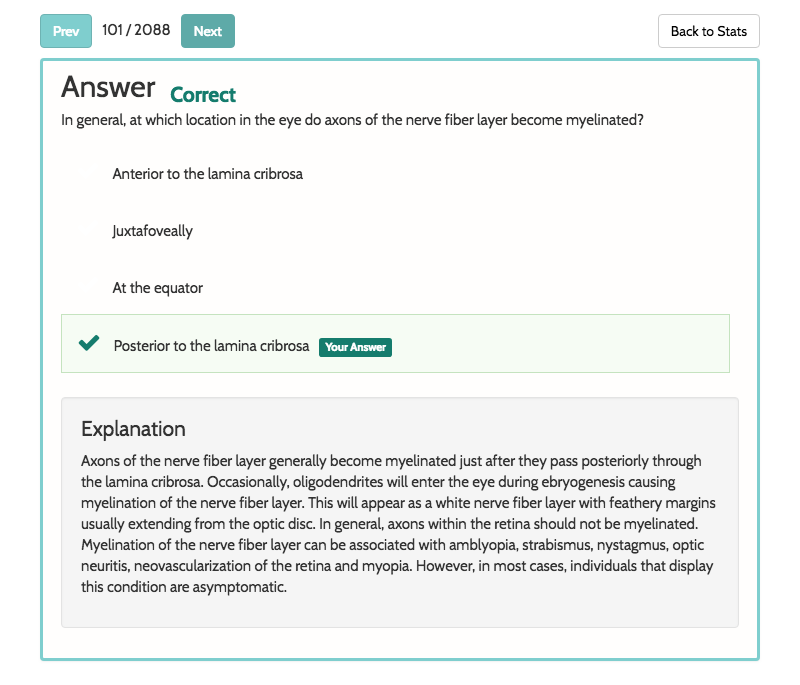 Prev 101 / 2088 Next Back to Stats
Answer Correct
In general, at which location in the eye do axons of the nerve fiber layer become myelinated?
Anterior to the lamina cribrosa
Juxtafoveally
At the equator
Posterior to the lamina cribrosa Your Answer
Explanation
Axons of the nerve fiber layer generally become myelinated just after they pass posteriorly through
the lamina cribrosa. Occasionally, oligodendrites will enter the eye during ebryogenesis causing
myelination of the nerve fiber layer. This will appear as a white nerve fiber layer with feathery margins
usually extending from the optic disc. In general, axons within the retina should not be myelinated.
Myelination of the nerve fiber layer can be associated with amblyopia, strabismus, nystagmus, optic
neuritis, neovascularization of the retina and myopia. However, in most cases, individuals that display
this condition are asymptomatic.